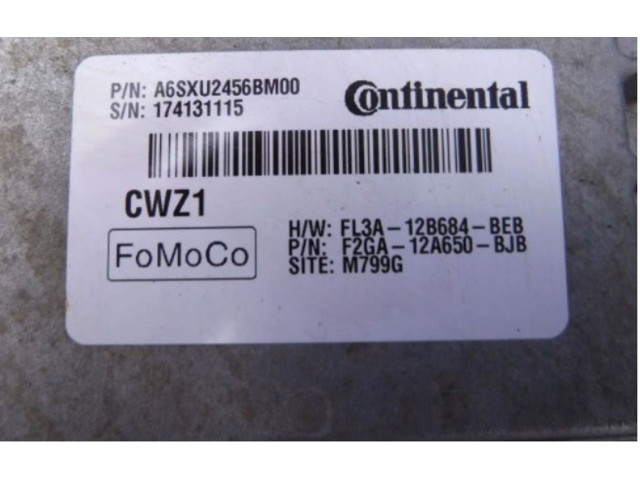 P/N: A6SXU2456BM00
S/N: 174131115
Continental
CWZ1
FoMoCo
H/W: FL3A-12B684-BEB
P/N: F2GA-12A650-BJB
SITE: M799G